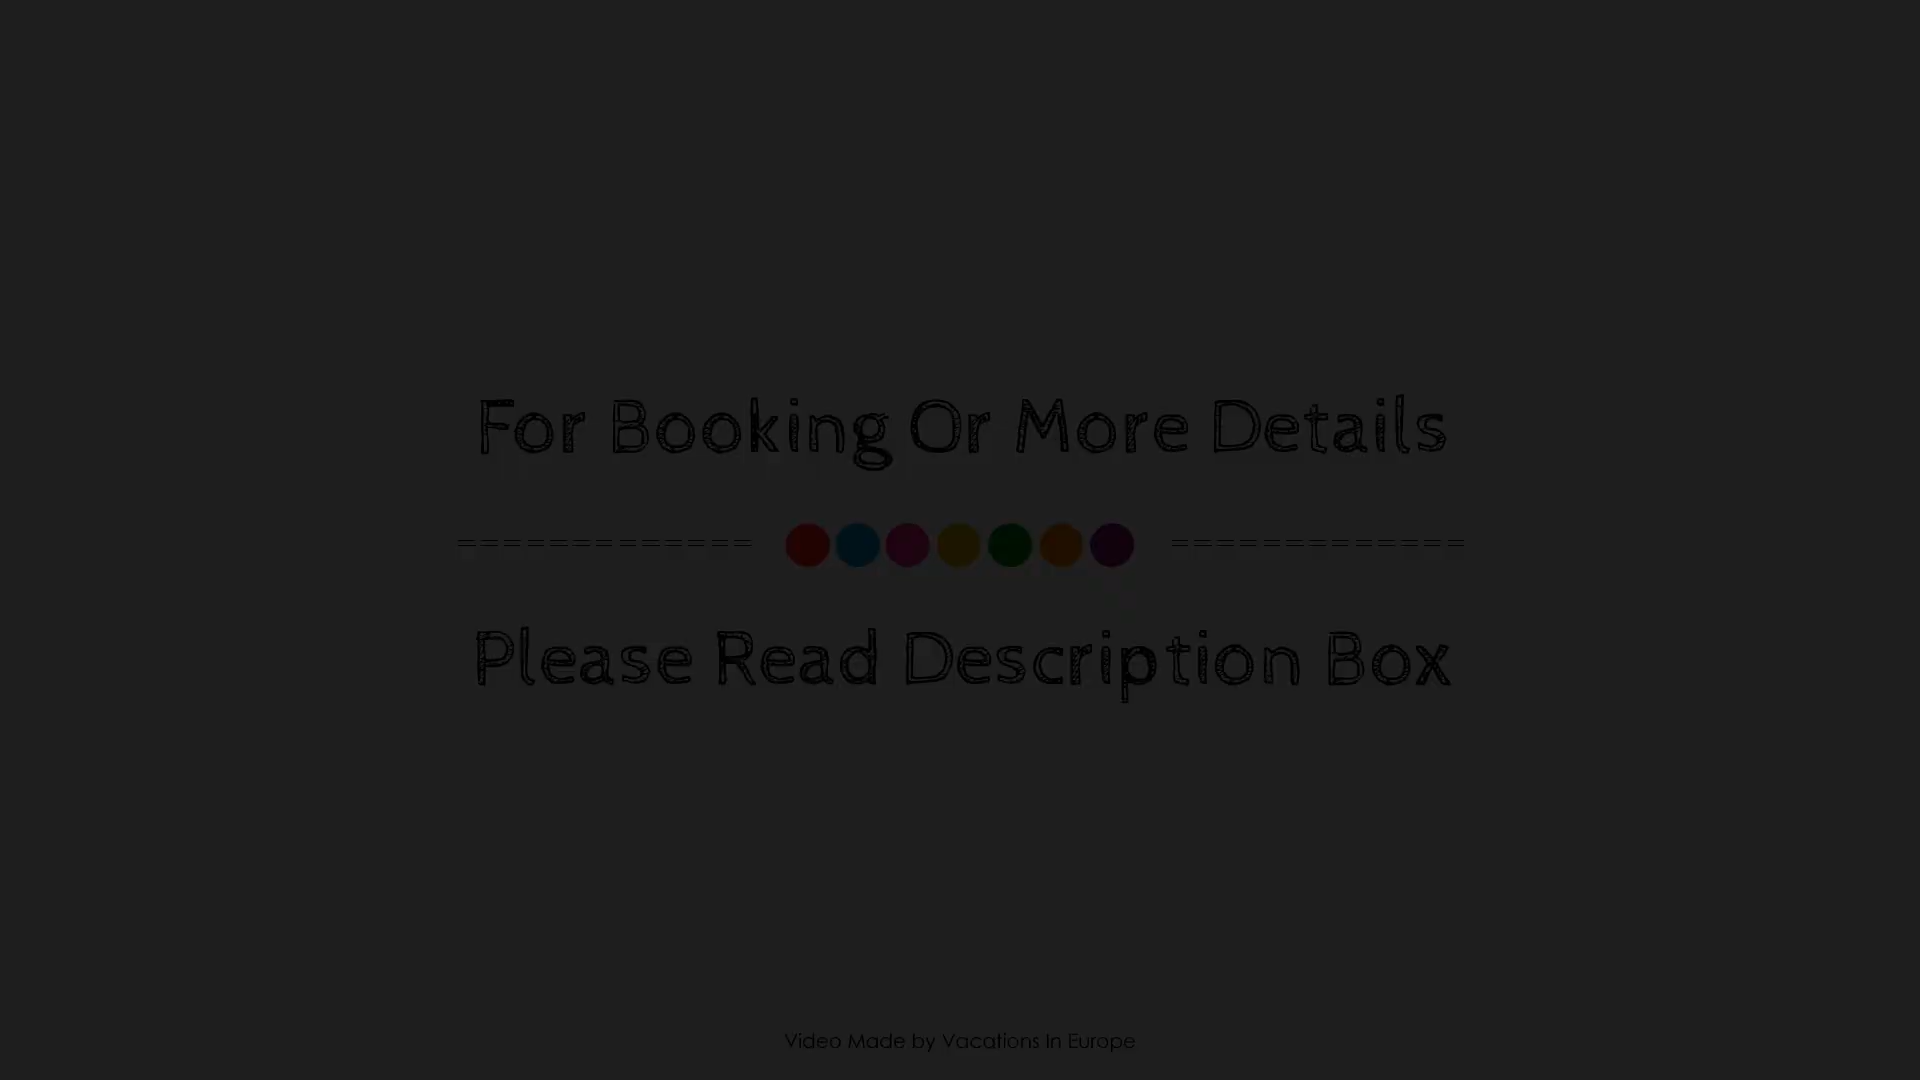 For Booking Or More Details
============= =============
Please Read Description Box
Video Made by Vacations In Europe